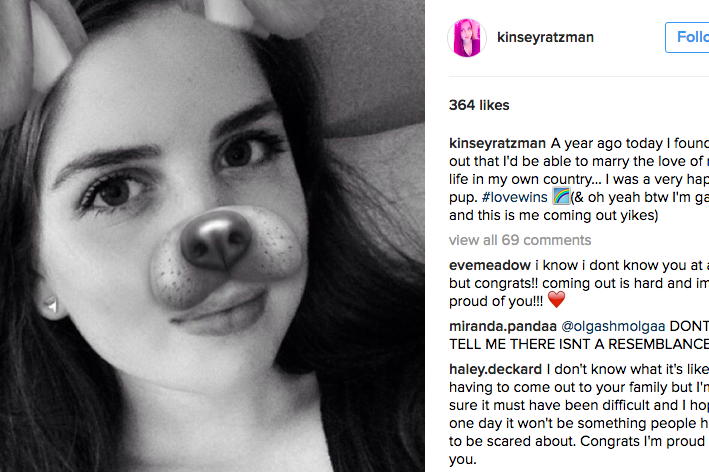 kinseyratzman
Follo
364 likes
kinseyratzman A year ago today I found
out that I'd be able to marry the love of
life in my own country... I was a very hap
pup. #lovewins (& oh yeah btw I'm ga
and this is me coming out yikes)
view all 69 comments
evemeadow i know i dont know you at a
but congrats!! coming out is hard and im
proud of you!!! ❤️
miranda.pandaa @olgashmolgaa DONT
TELL ME THERE ISNT A RESEMBLANCE
haley.deckard I don't know what it's like
having to come out to your family but I'm
sure it must have been difficult and I hop
one day it won't be something people h
to be scared about. Congrats I'm proud
you.